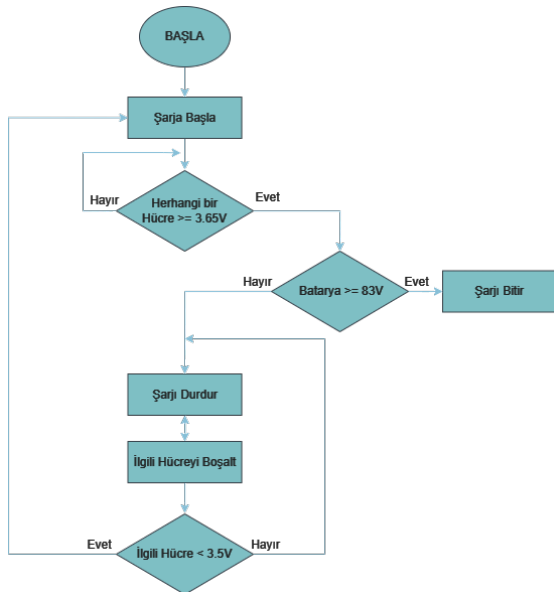 BAŞLA
Şarja Başla
Hayır
Herhangi bir
Hücre >= 3.65V
Evet
Hayır
Batarya >= 83V
Evet
Şarjı Bitir
Şarjı Durdur
İlgili Hücreyi Boşalt
Evet
İlgili Hücre < 3.5V
Hayır